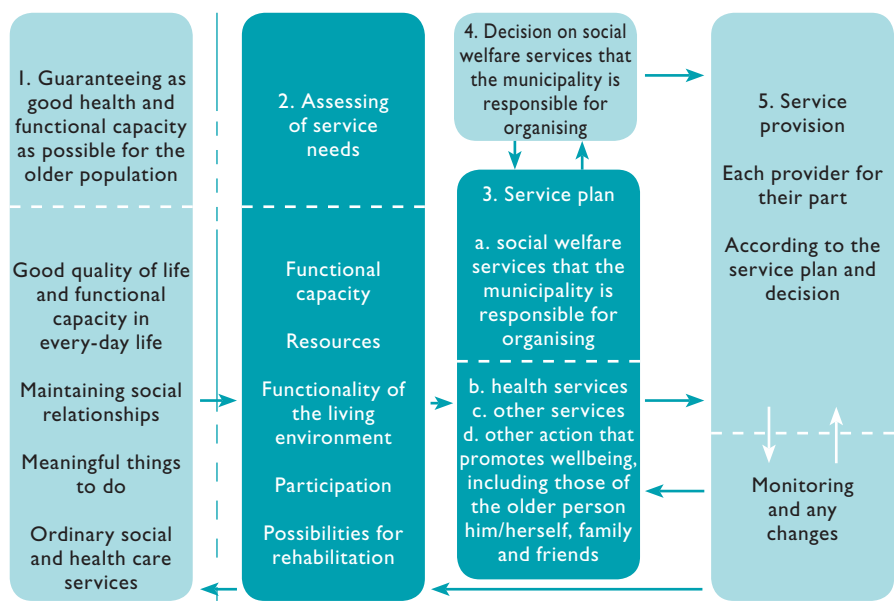 1. Guaranteeing as
good health and
functional capacity
as possible for the
older population
Good quality of life
and functional
capacity in
every-day life
Maintaining social
relationships
Meaningful things
to do
Ordinary social
and health care
services
2. Assessing
of service
needs
Functional
capacity
Resources
Functionality of
the living
environment
Participation
Possibilities for
rehabilitation
4. Decision on social
welfare services that
the municipality is
responsible for
organising
3. Service plan
a. social welfare
services that the
municipality is
responsible for
organising
b. health services
c. other services
d. other action that
promotes wellbeing,
including those of
the older person
him/herself, family
and friends
5. Service
provision
Each provider for
their part
According to the
service plan and
decision
Monitoring
and any
changes